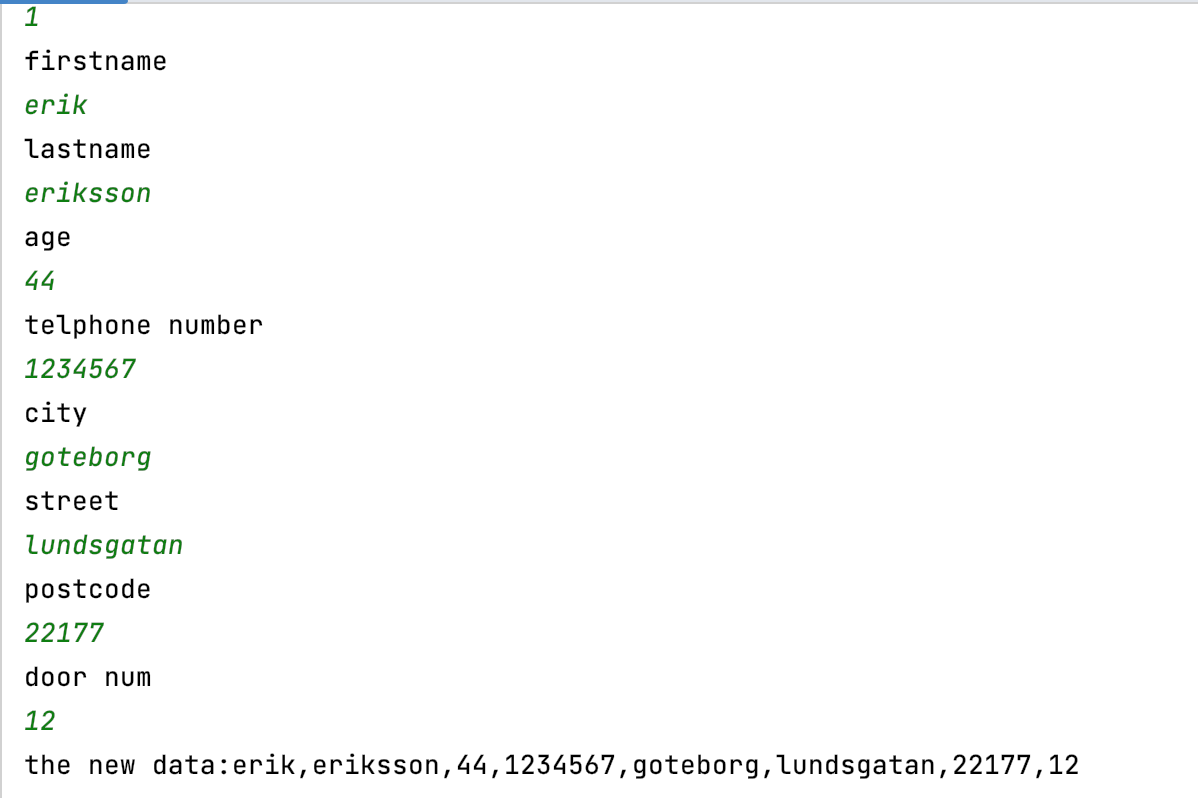 1
firstname
erik
lastname
eriksson
age
44
telphone number
1234567
city
goteborg
street
lundsgatan
postcode
22177
door num
12
the new data:erik,eriksson,44,1234567,goteborg,lundsgatan,22177,12